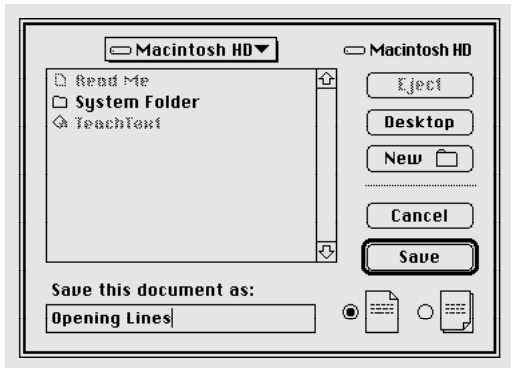 Macintosh HD
Macintosh HD
Read Me
System Folder
TeachText
Eject
Desktop
New
Cancel
Save
Save this document as:
Opening Lines